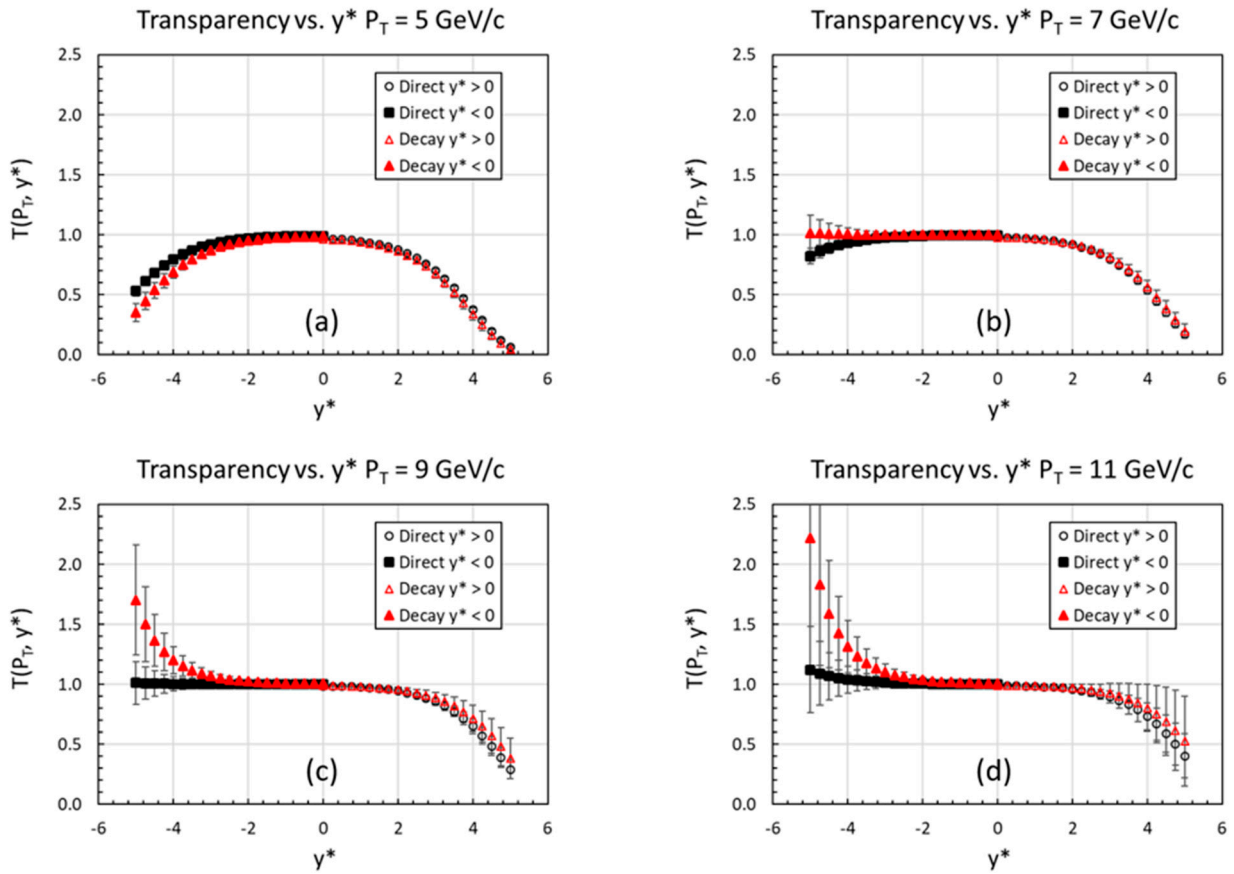 Transparency vs. y* P_T = 5 GeV/c
2.5
2.0
1.5
1.0
0.5
0.0
T(P_T, y*)
Direct y* > 0
Direct y* < 0
Decay y* > 0
Decay y* < 0
(a)
-6 -4 -2 0 2 4 6
y*
Transparency vs. y* P_T = 7 GeV/c
2.5
2.0
1.5
1.0
0.5
0.0
T(P_T, y*)
Direct y* > 0
Direct y* < 0
Decay y* > 0
Decay y* < 0
(b)
-6 -4 -2 0 2 4 6
y*
Transparency vs. y* P_T = 9 GeV/c
2.5
2.0
1.5
1.0
0.5
0.0
T(P_T, y*)
Direct y* > 0
Direct y* < 0
Decay y* > 0
Decay y* < 0
(c)
-6 -4 -2 0 2 4 6
y*
Transparency vs. y* P_T = 11 GeV/c
2.5
2.0
1.5
1.0
0.5
0.0
T(P_T, y*)
Direct y* > 0
Direct y* < 0
Decay y* > 0
Decay y* < 0
(d)
-6 -4 -2 0 2 4 6
y*